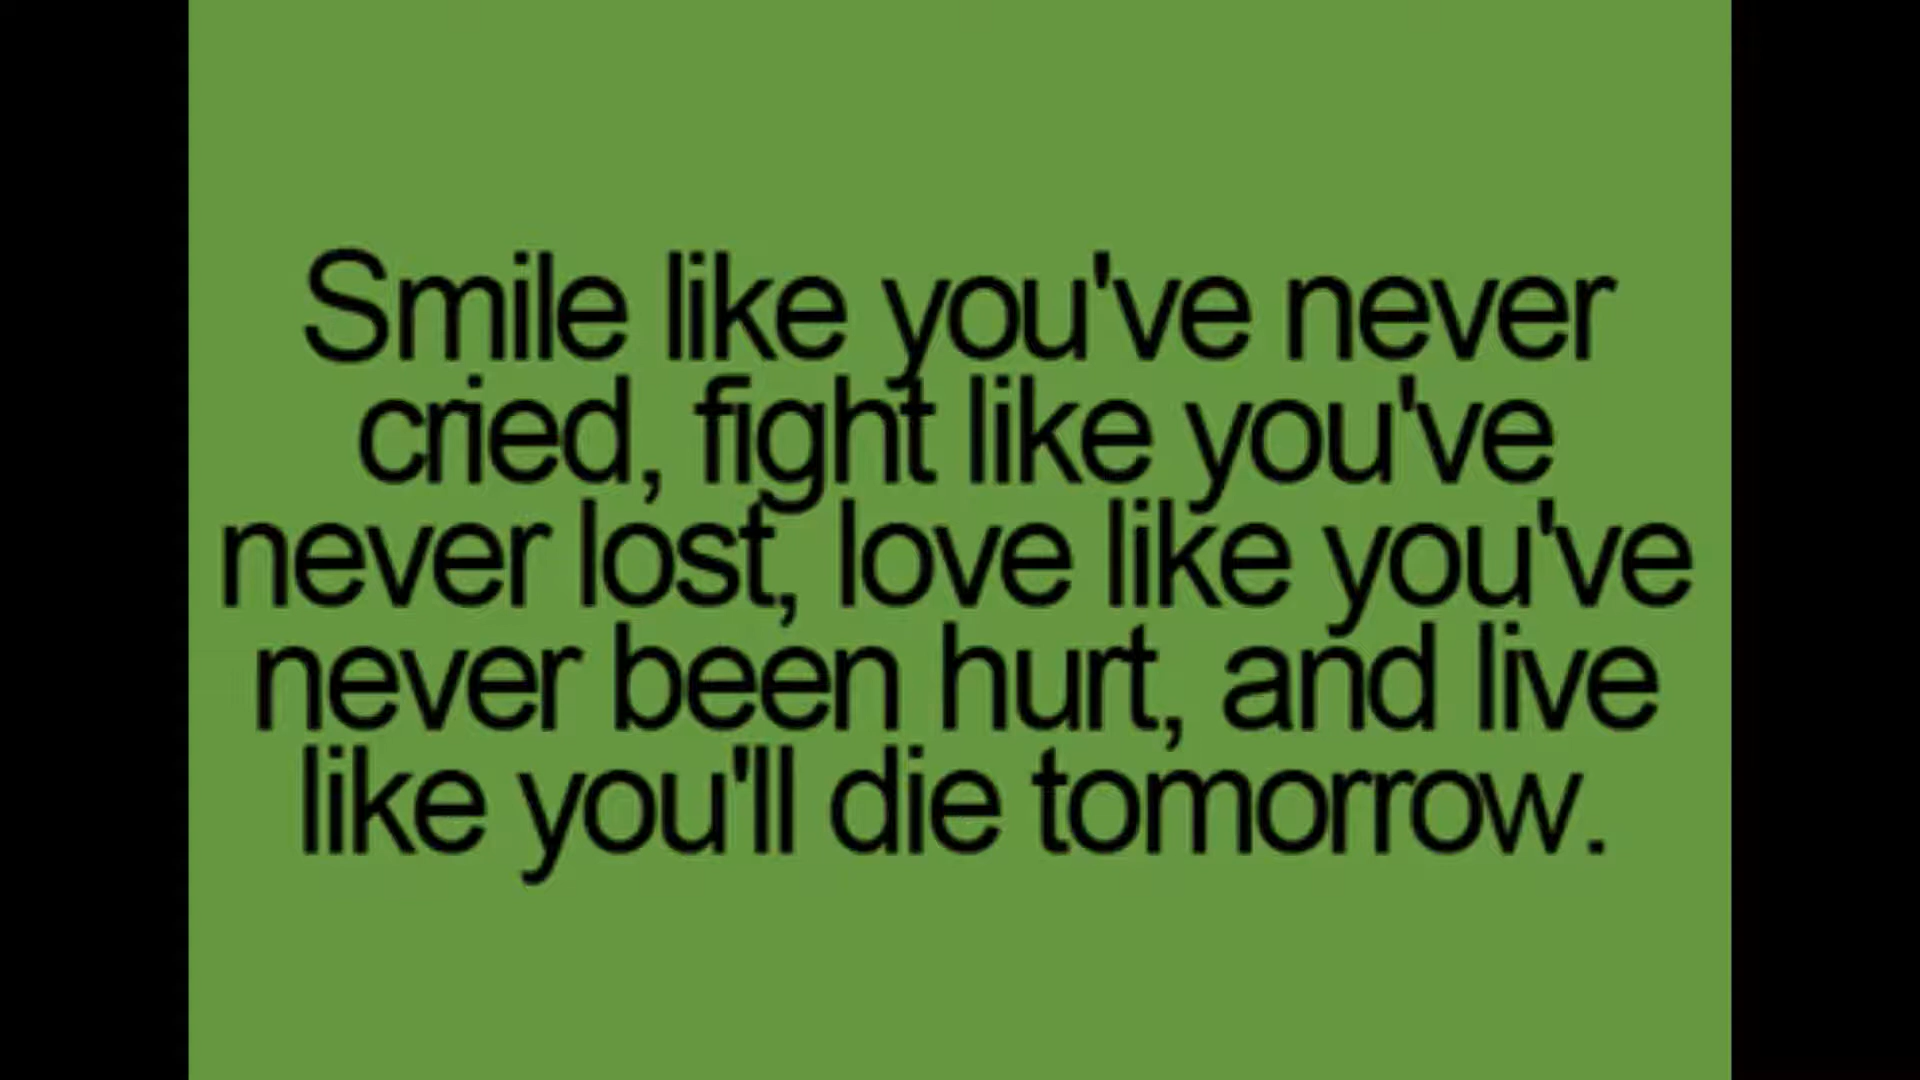 Smile like you've never
cried, fight like you've
never lost, love like you've
never been hurt, and live
like you'll die tomorrow.